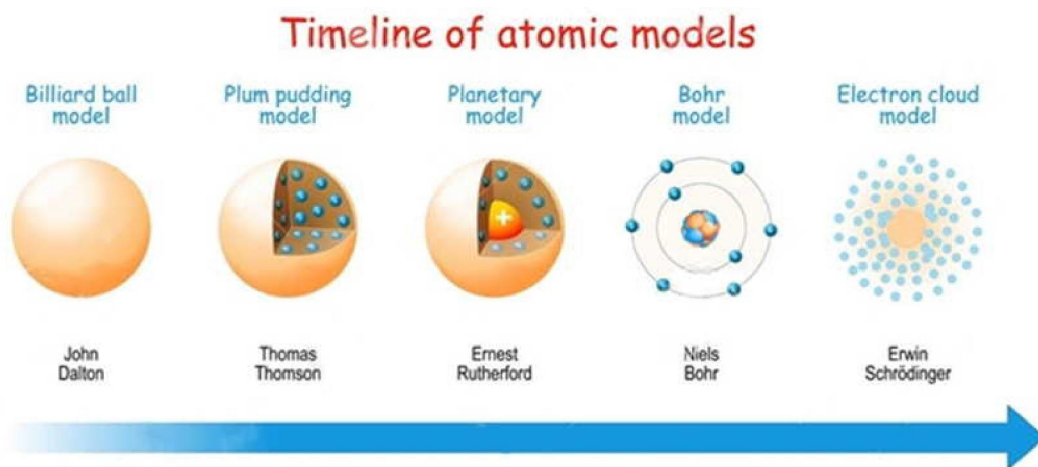 Timeline of atomic models
Billiard ball
model
Plum pudding
model
Planetary
model
Bohr
model
Electron cloud
model
+
John
Dalton
Thomas
Thomson
Ernest
Rutherford
Niels
Bohr
Erwin
Schrödinger